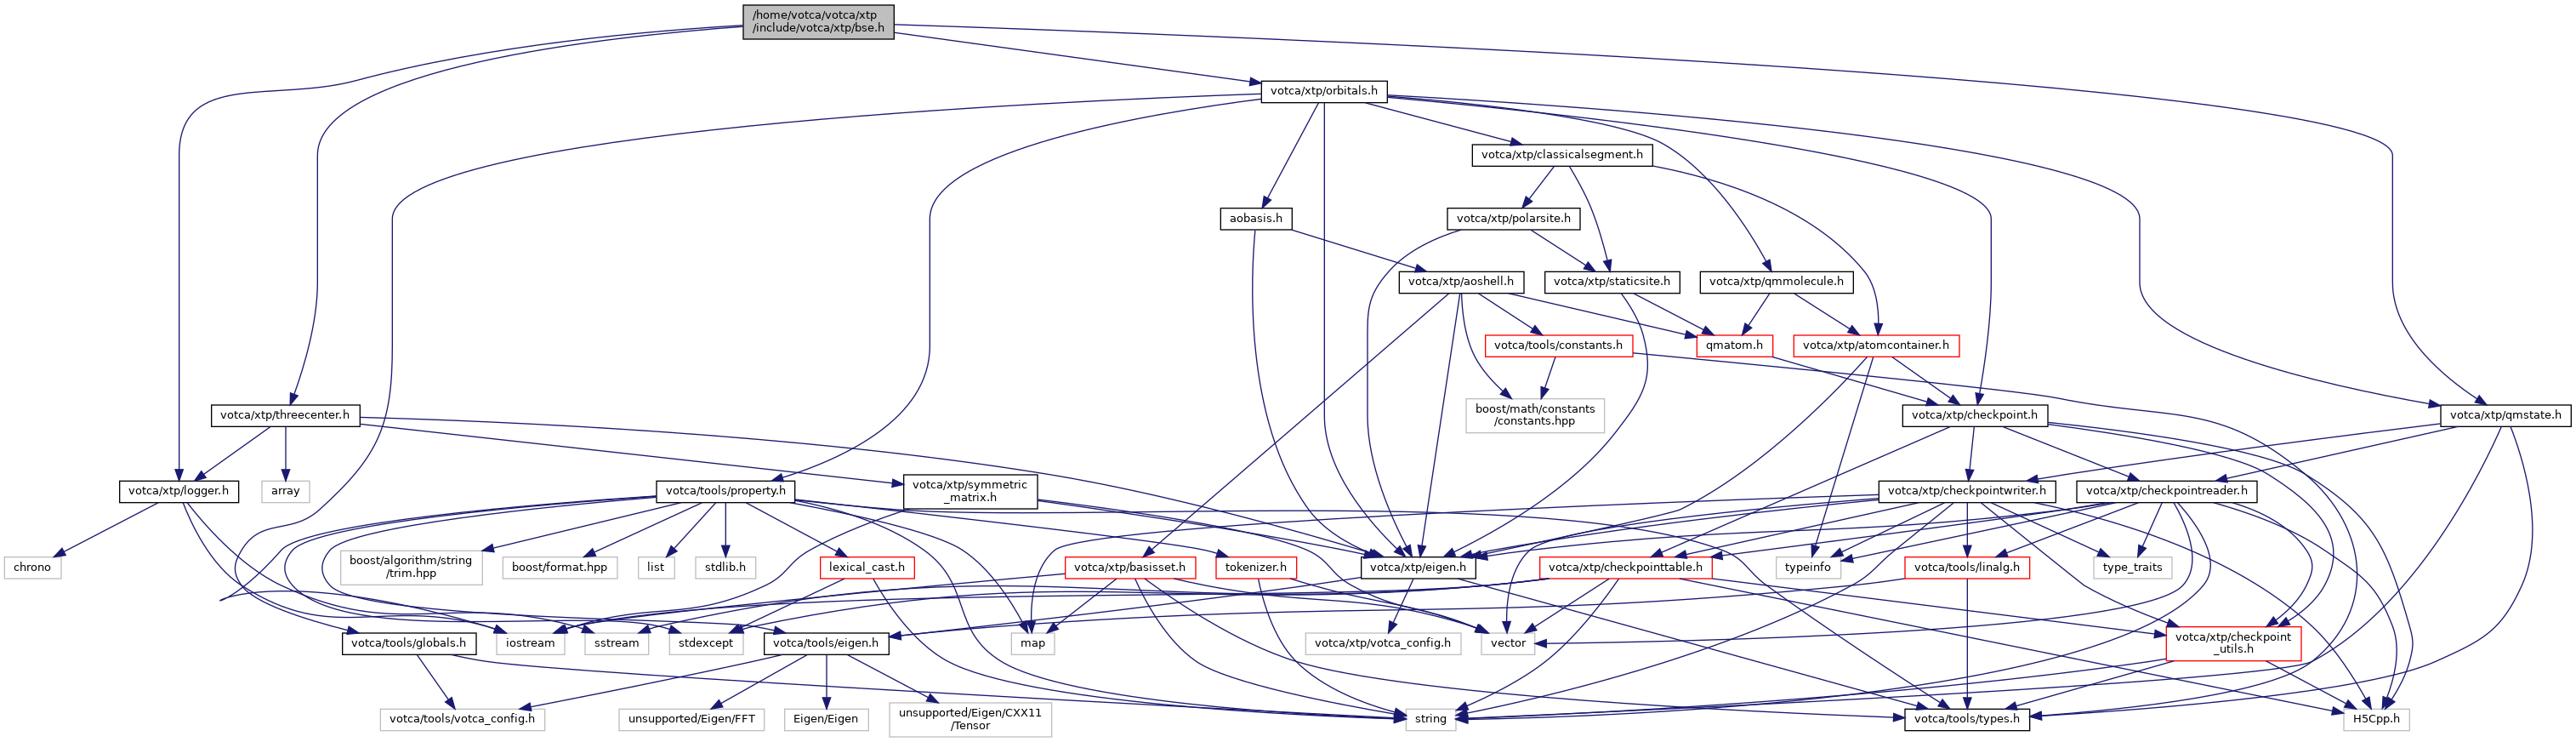 /home/votca/votca/xtp
/include/votca/xtp/bse.h
votca/xtp/orbitals.h
votca/xtp/classicalsegment.h
aobasis.h
votca/xtp/polarsite.h
votca/xtp/aoshell.h
votca/xtp/staticsite.h
votca/xtp/qmmolecule.h
votca/tools/constants.h
qmatom.h
votca/xtp/atomcontainer.h
votca/xtp/threecenter.h
boost/math/constants
/constants.hpp
votca/xtp/checkpoint.h
votca/xtp/qmstate.h
votca/xtp/logger.h
array
votca/tools/property.h
votca/xtp/symmetric
_matrix.h
votca/xtp/checkpointwriter.h
votca/xtp/checkpointreader.h
chrono
boost/algorithm/string
/trim.hpp
boost/format.hpp
list
stdlib.h
lexical_cast.h
votca/xtp/basisset.h
tokenizer.h
votca/xtp/eigen.h
votca/xtp/checkpointtable.h
typeinfo
votca/tools/linalg.h
type_traits
votca/tools/globals.h
iostream
sstream
stdexcept
votca/tools/eigen.h
map
votca/xtp/votca_config.h
vector
votca/xtp/checkpoint
_utils.h
votca/tools/votca_config.h
unsupported/Eigen/FFT
Eigen/Eigen
unsupported/Eigen/CXX11
/Tensor
string
votca/tools/types.h
H5Cpp.h